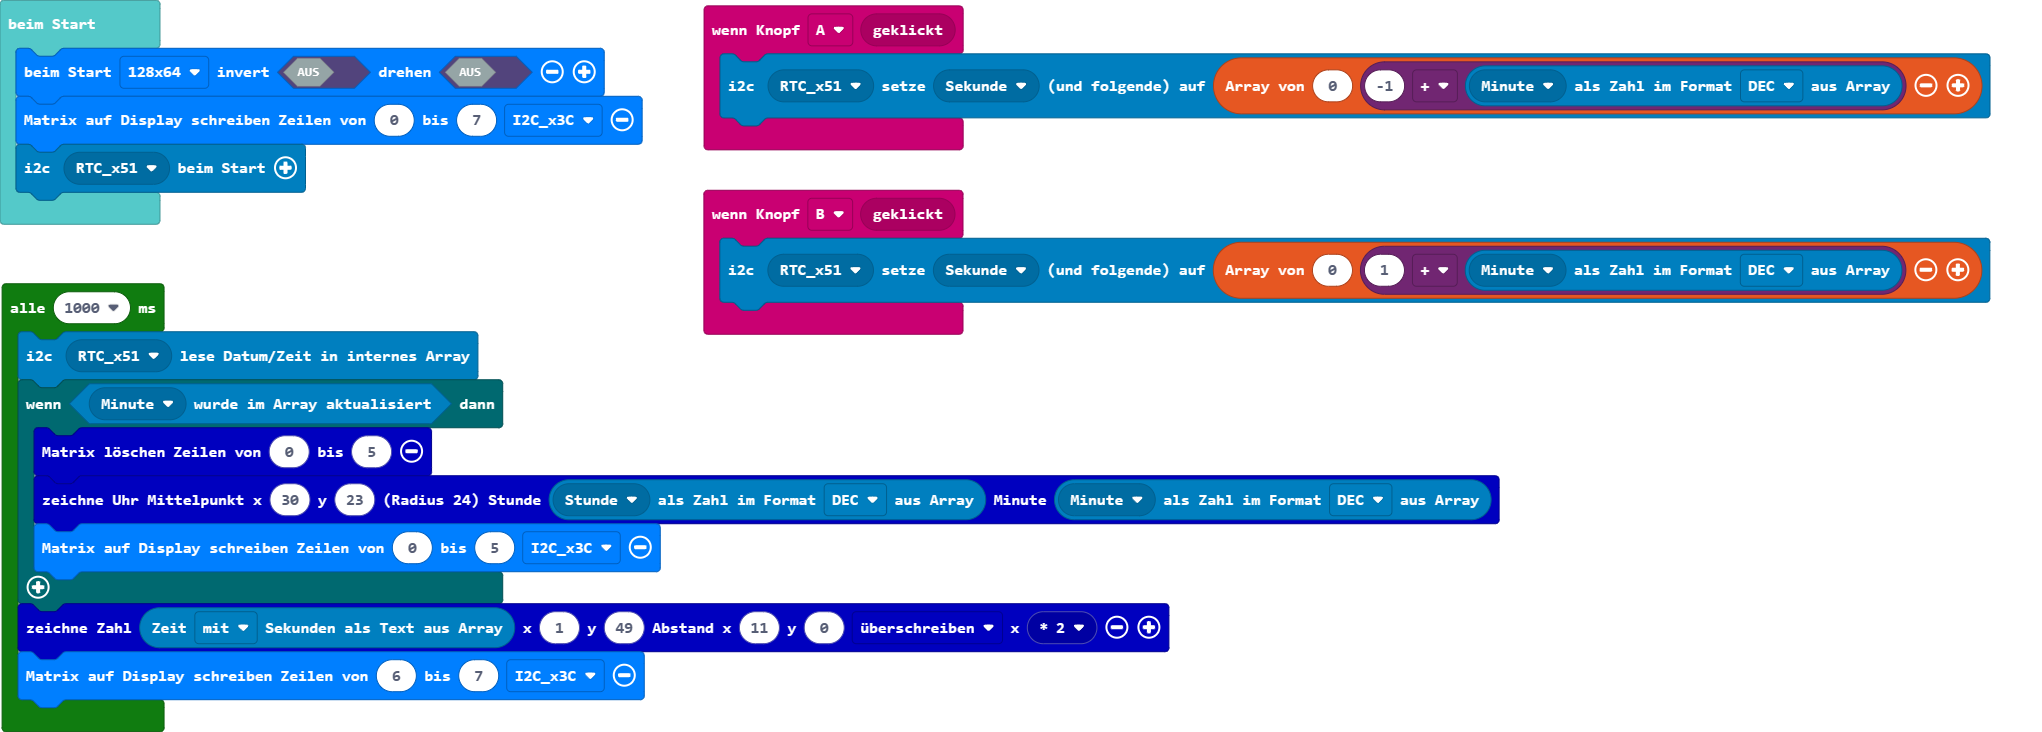 beim Start
beim Start 128x64 invert AUS drehen AUS
Matrix auf Display schreiben Zeilen von 0 bis 7 I2C_x3C
i2c RTC_x51 beim Start
alle 1000 ms
i2c RTC_x51 lese Datum/Zeit in internes Array
wenn Minute wurde im Array aktualisiert dann
Matrix löschen Zeilen von 0 bis 5
zeichne Uhr Mittelpunkt x 30 y 23 (Radius 24) Stunde Stunde als Zahl im Format DEC aus Array Minute Minute als Zahl im Format DEC aus Array
Matrix auf Display schreiben Zeilen von 0 bis 5 I2C_x3C
zeichne Zahl Zeit mit Sekunden als Text aus Array x 1 y 49 Abstand x 11 y 0 überschreiben x * 2
Matrix auf Display schreiben Zeilen von 6 bis 7 I2C_x3C
wenn Knopf A geklickt
i2c RTC_x51 setze Sekunde (und folgende) auf Array von 0 -1 + Minute als Zahl im Format DEC aus Array
wenn Knopf B geklickt
i2c RTC_x51 setze Sekunde (und folgende) auf Array von 0 1 + Minute als Zahl im Format DEC aus Array